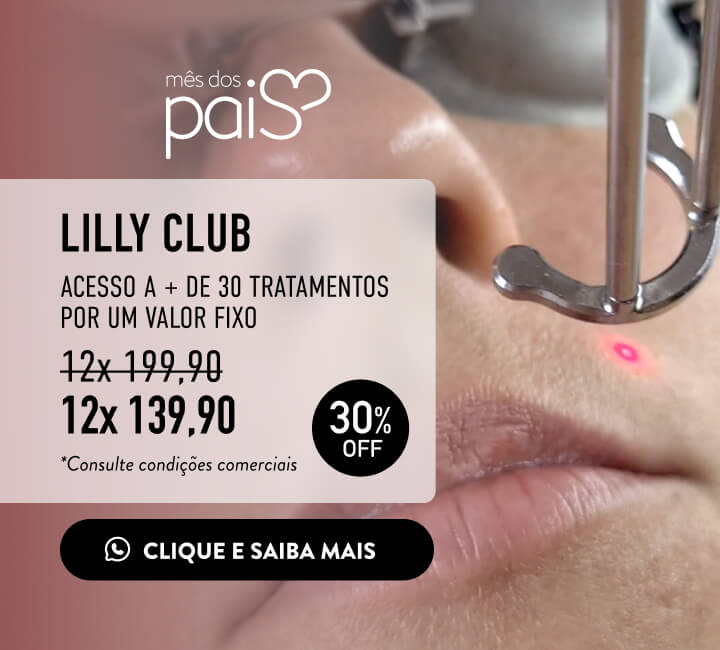 mês dos
pais
LILLY CLUB
ACESSO A + DE 30 TRATAMENTOS
POR UM VALOR FIXO
12x 199,90
12x 139,90
30%
OFF
*Consulte condições comerciais
CLIQUE E SAIBA MAIS